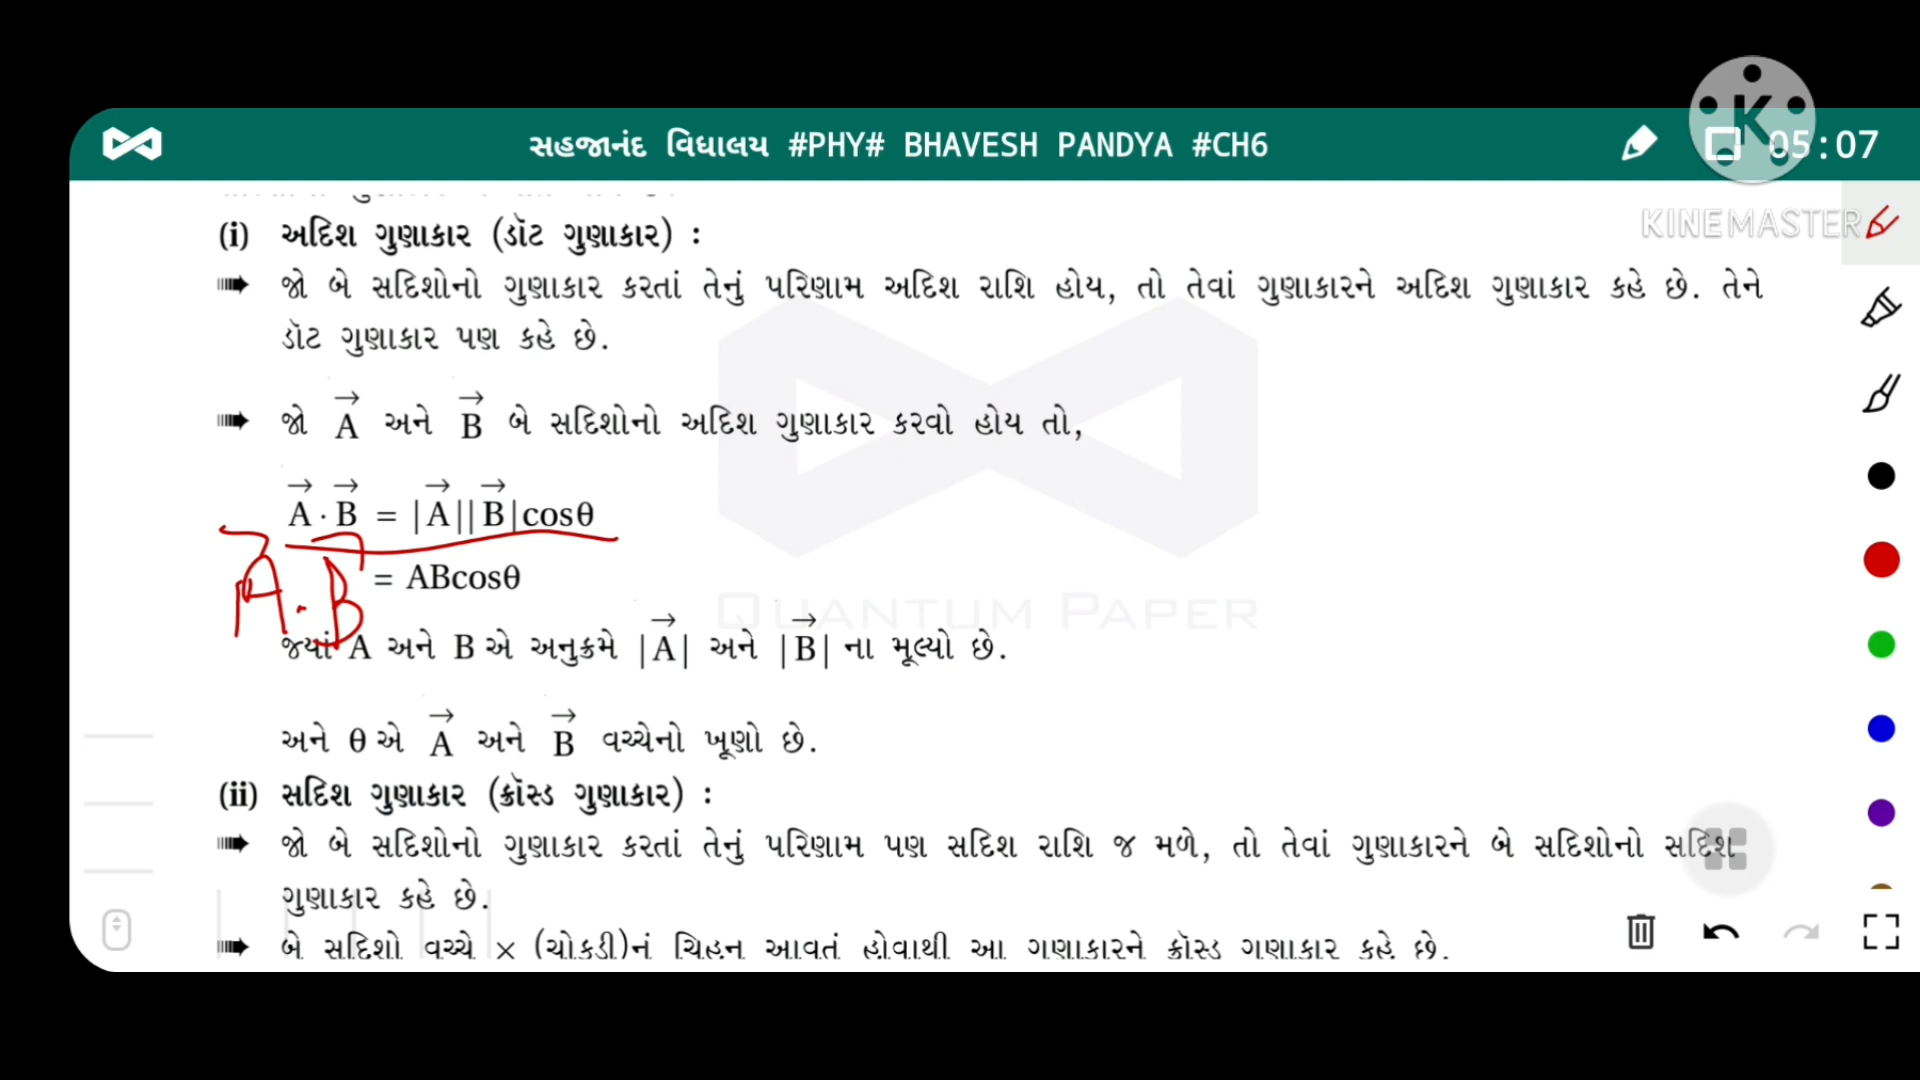 સહજાનંદ વિદ્યાલય #PHY# BHAVESH PANDYA #CH6
05:07
K
KINEMASTER
(i) અદિશ ગુણાકાર (ડૉટ ગુણાકાર) :
➠ જો બે સદિશોનો ગુણાકાર કરતાં તેનું પરિણામ અદિશ રાશિ હોય, તો તેવાં ગુણાકારને અદિશ ગુણાકાર કહે છે. તેને
ડૉટ ગુણાકાર પણ કહે છે.
➠ જો A⃗ અને B⃗ બે સદિશોનો અદિશ ગુણાકાર કરવો હોય તો,
A⃗ · B⃗ = |A⃗||B⃗|cosθ
A⃗ . B⃗
= ABcosθ
QUANTUM PAPER
જ્યાં A અને B એ અનુક્રમે |A⃗| અને |B⃗| ના મૂલ્યો છે.
અને θ એ A⃗ અને B⃗ વચ્ચેનો ખૂણો છે.
(ii) સદિશ ગુણાકાર (ક્રૉસ્ડ ગુણાકાર) :
➠ જો બે સદિશોનો ગુણાકાર કરતાં તેનું પરિણામ પણ સદિશ રાશિ જ મળે, તો તેવાં ગુણાકારને બે સદિશોનો સદિશ
ગુણાકાર કહે છે.
➠ બે સદિશો વચ્ચે × (ચોકડી)નું ચિહ્ન આવતું હોવાથી આ ગુણાકારને ક્રૉસ્ડ ગુણાકાર કહે છે.